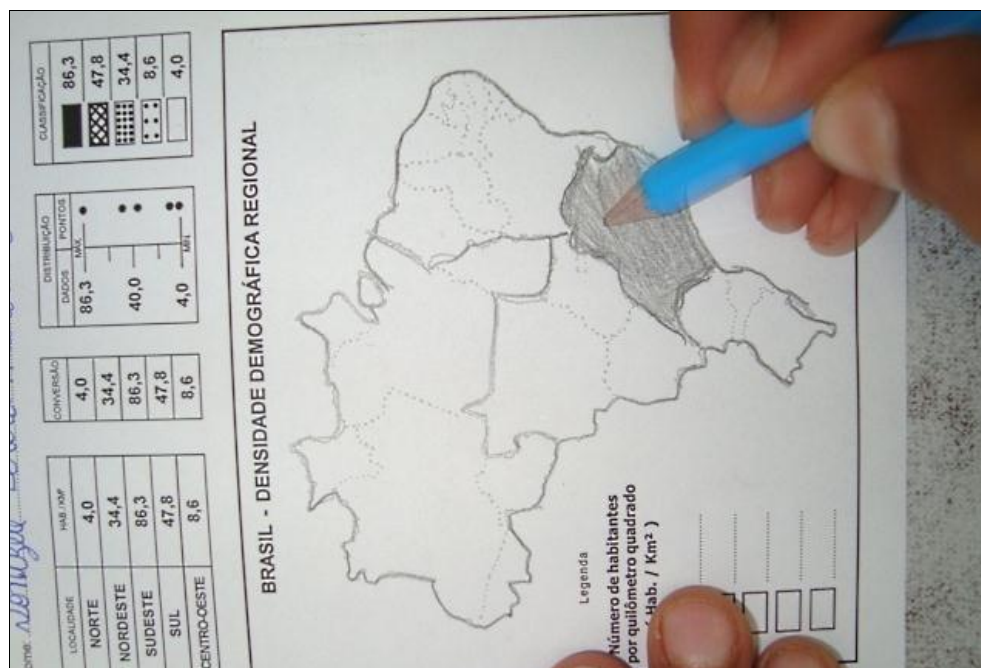 LOCALIDADE HAB./KM²
NORTE 4,0
NORDESTE 34,4
SUDESTE 86,3
SUL 47,8
CENTRO-OESTE 8,6
CONVERSÃO
4,0
34,4
86,3
47,8
8,6
DISTRIBUIÇÃO
DADOS PONTOS
86,3 MÁX
40,0
4,0 MÍN
CLASSIFICAÇÃO
86,3
47,8
34,4
8,6
4,0
BRASIL - DENSIDADE DEMOGRÁFICA REGIONAL
Legenda
Número de habitantes
por quilômetro quadrado
( Hab. / Km² )